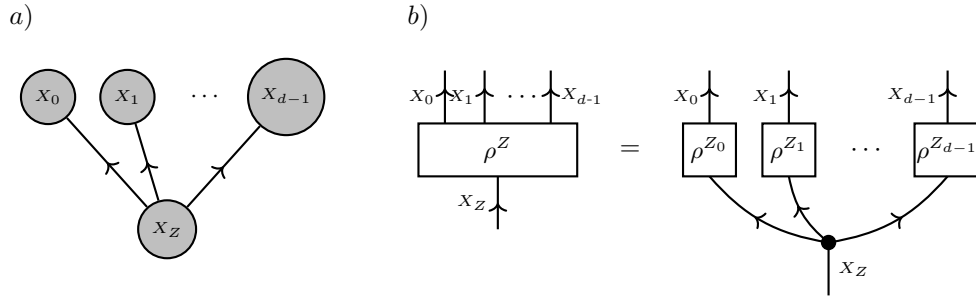 a)
b)
X_0 X_1 ... X_{d-1}
X_Z
X_0 X_1 ... X_{d-1}
ρ^Z
X_Z
=
X_0 X_1 X_{d-1}
ρ^{Z_0} ρ^{Z_1} ... ρ^{Z_{d-1}}
X_Z